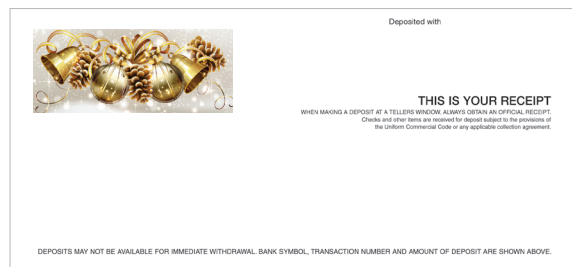 Deposited with
THIS IS YOUR RECEIPT
WHEN MAKING A DEPOSIT AT A TELLERS WINDOW, ALWAYS OBTAIN AN OFFICIAL RECEIPT.
Checks and other items are received for deposit subject to the provisions of
the Uniform Commercial Code or any applicable collection agreement.
DEPOSITS MAY NOT BE AVAILABLE FOR IMMEDIATE WITHDRAWAL. BANK SYMBOL, TRANSACTION NUMBER AND AMOUNT OF DEPOSIT ARE SHOWN ABOVE.